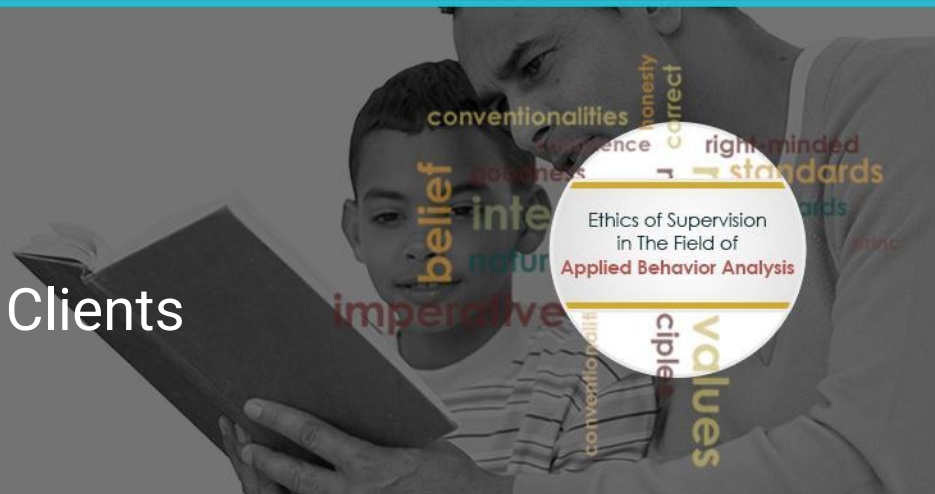 conventionalities
honesty
correct
right-minded
standards
belief
Ethics of Supervision
in The Field of
Applied Behavior Analysis
Clients
imperative
values